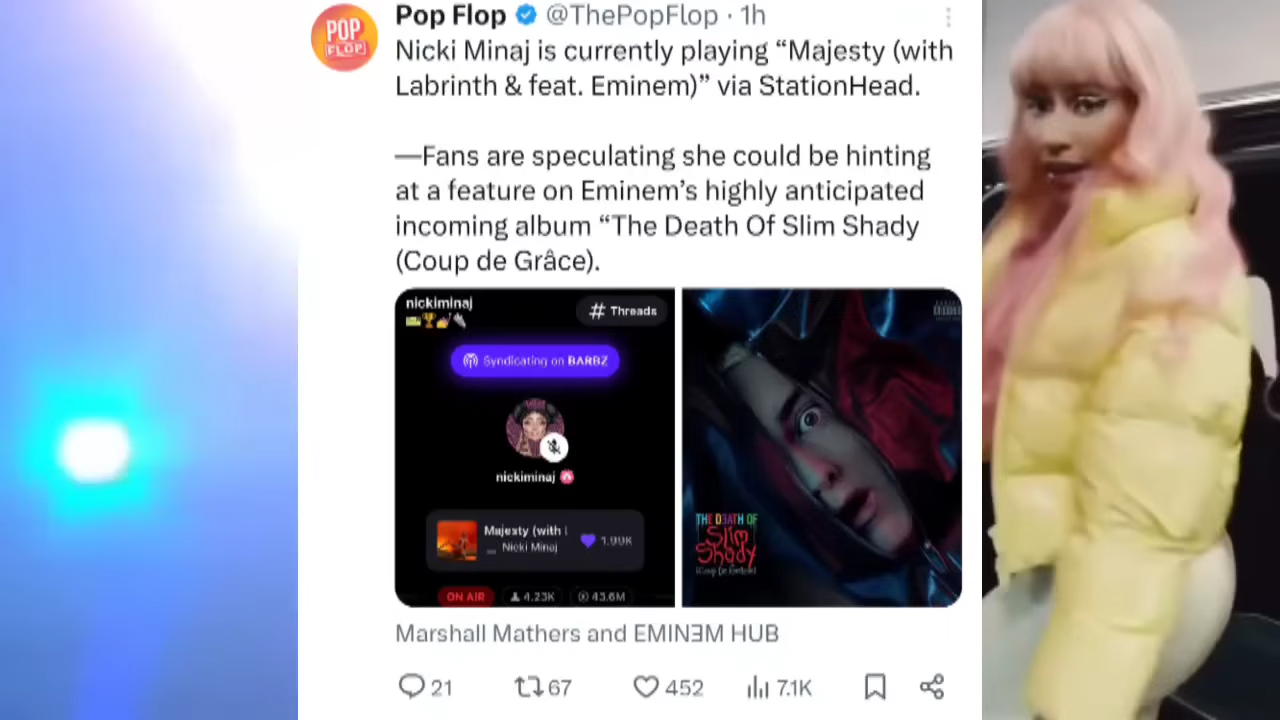 POP
FLOP
Pop Flop @ThePopFlop · 1h
Nicki Minaj is currently playing “Majesty (with
Labrinth & feat. Eminem)” via StationHead.
—Fans are speculating she could be hinting
at a feature on Eminem’s highly anticipated
incoming album “The Death Of Slim Shady
(Coup de Grâce).
nickiminaj
# Threads
Syndicating on BARBZ
nickiminaj
Majesty (with
Nicki Minaj
1.99K
ON AIR 4.23K 43.6M
THE DEATH OF
Slim
Shady
Marshall Mathers and EMINƎM HUB
21 67 452 7.1K